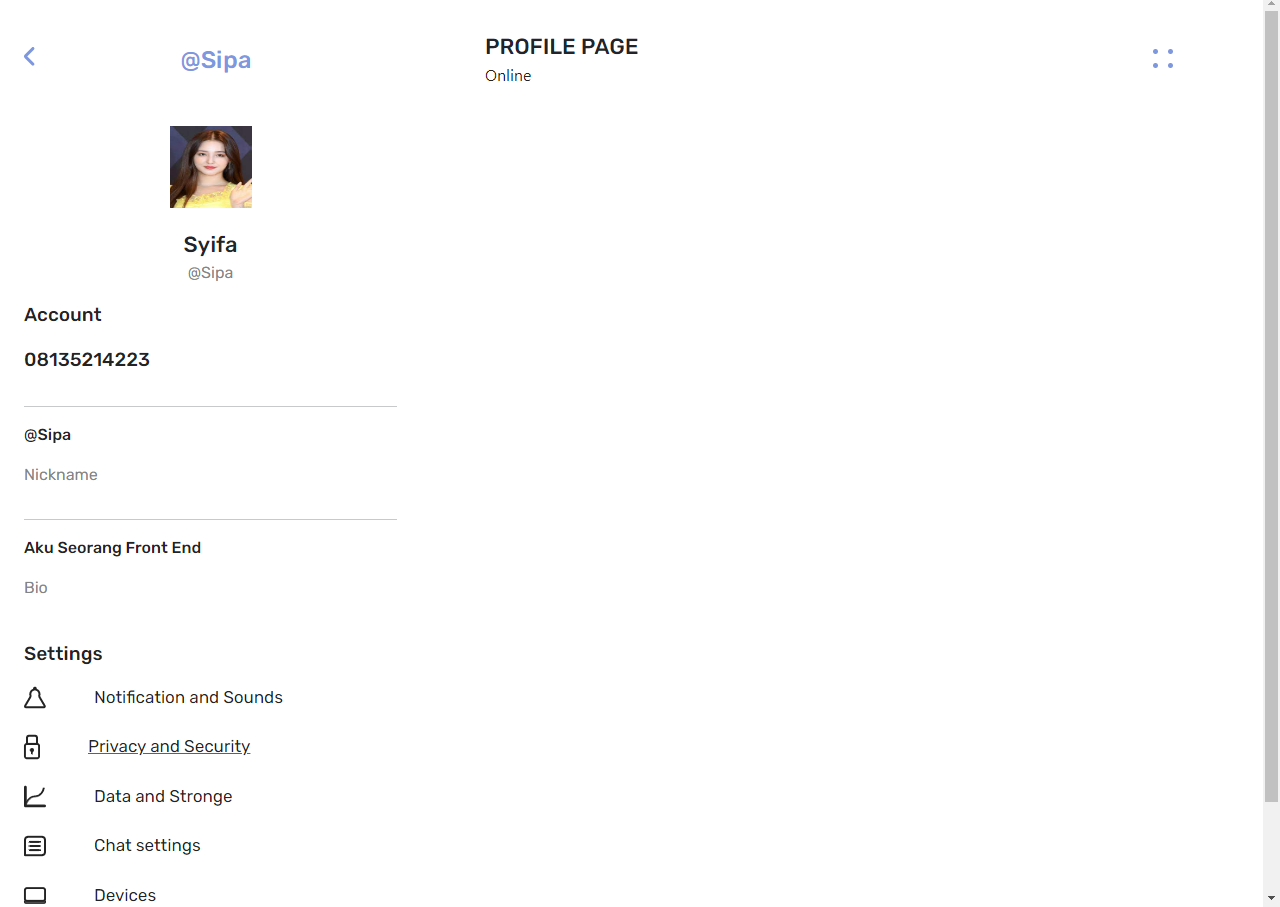 @Sipa
PROFILE PAGE
Online
Syifa
@Sipa
Account
08135214223
@Sipa
Nickname
Aku Seorang Front End
Bio
Settings
Notification and Sounds
Privacy and Security
Data and Stronge
Chat settings
Devices